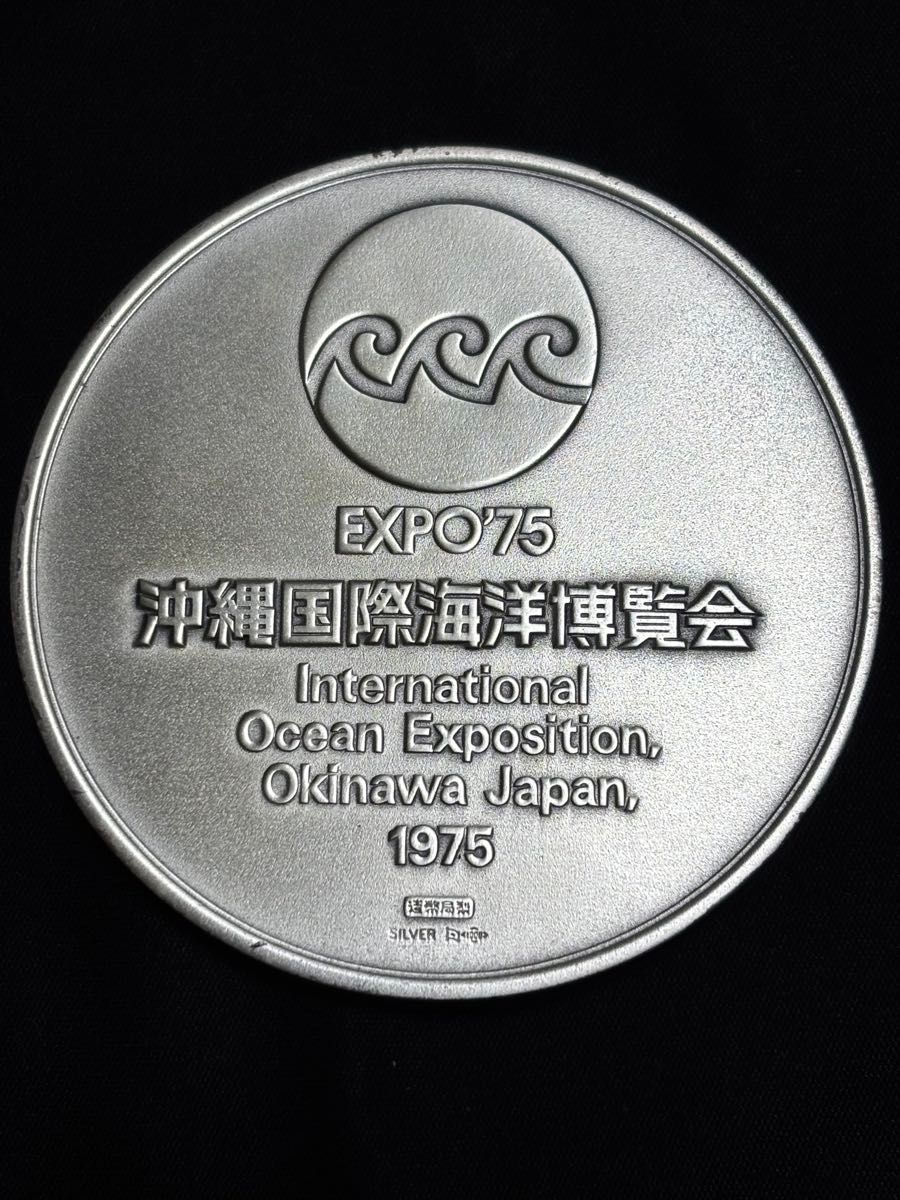 EXPO'75
沖縄国際海洋博覧会
International
Ocean Exposition,
Okinawa Japan,
1975
造幣局製
SILVER